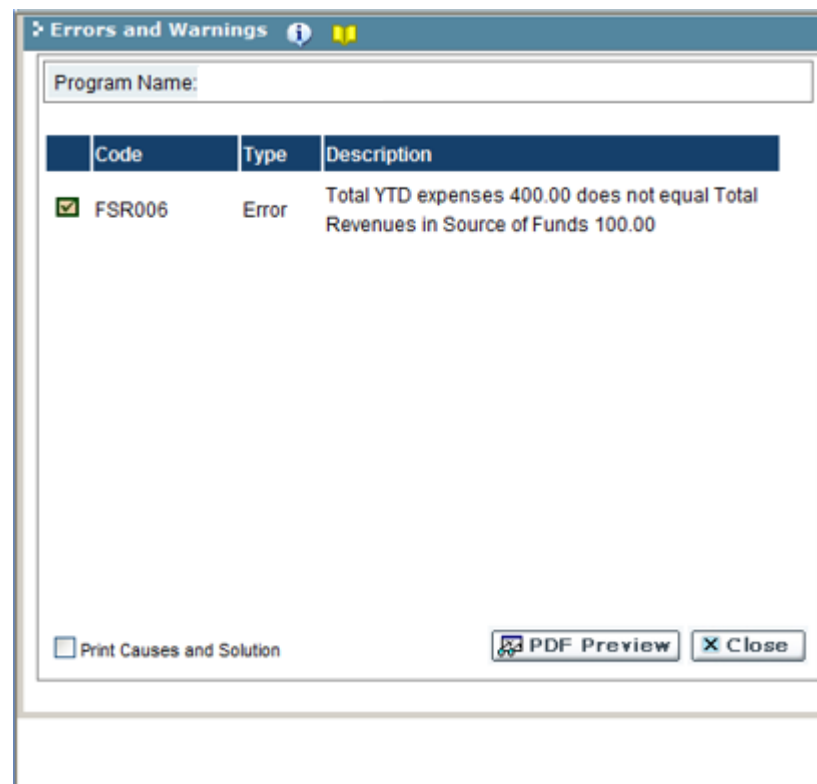 Errors and Warnings
Program Name:
Code Type Description
FSR006 Error Total YTD expenses 400.00 does not equal Total
Revenues in Source of Funds 100.00
Print Causes and Solution PDF Preview X Close